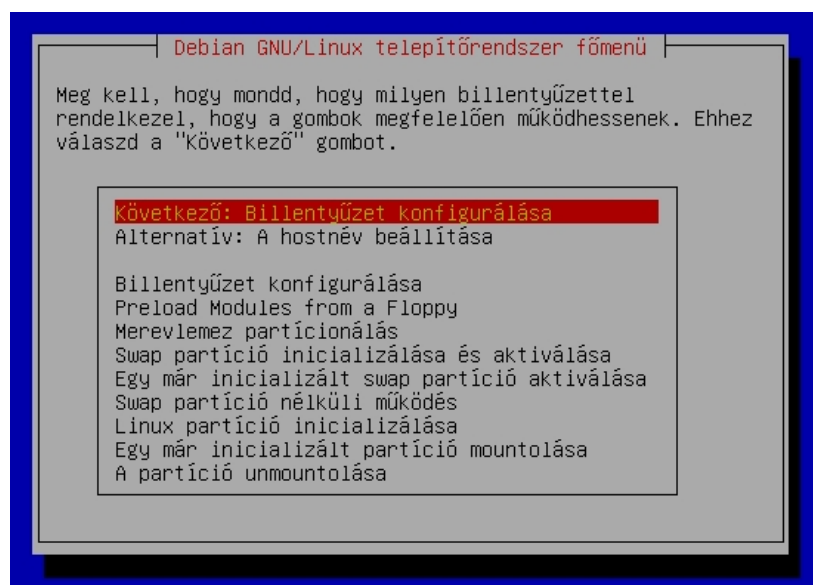 Debian GNU/Linux telepítőrendszer főmenü
Meg kell, hogy mondd, hogy milyen billentyűzettel
rendelkezel, hogy a gombok megfelelően működhessenek. Ehhez
válaszd a "Következő" gombot.
Következő: Billentyűzet konfigurálása
Alternatív: A hostnév beállítása
Billentyűzet konfigurálása
Preload Modules from a Floppy
Merevlemez partícionálás
Swap partíció inicializálása és aktiválása
Egy már inicializált swap partíció aktiválása
Swap partíció nélküli működés
Linux partíció inicializálása
Egy már inicializált partíció mountolása
A partíció unmountolása